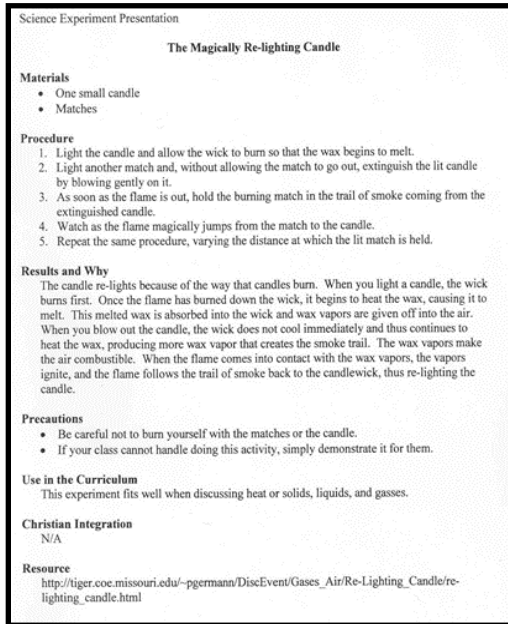 Science Experiment Presentation
The Magically Re-lighting Candle
Materials
• One small candle
• Matches
Procedure
1. Light the candle and allow the wick to burn so that the wax begins to melt.
2. Light another match and, without allowing the match to go out, extinguish the lit candle
by blowing gently on it.
3. As soon as the flame is out, hold the burning match in the trail of smoke coming from the
extinguished candle.
4. Watch as the flame magically jumps from the match to the candle.
5. Repeat the same procedure, varying the distance at which the lit match is held.
Results and Why
The candle re-lights because of the way that candles burn. When you light a candle, the wick
burns first. Once the flame has burned down the wick, it begins to heat the wax, causing it to
melt. This melted wax is absorbed into the wick and wax vapors are given off into the air.
When you blow out the candle, the wick does not cool immediately and thus continues to
heat the wax, producing more wax vapor that creates the smoke trail. The wax vapors make
the air combustible. When the flame comes into contact with the wax vapors, the vapors
ignite, and the flame follows the trail of smoke back to the candlewick, thus re-lighting the
candle.
Precautions
• Be careful not to burn yourself with the matches or the candle.
• If your class cannot handle doing this activity, simply demonstrate it for them.
Use in the Curriculum
This experiment fits well when discussing heat or solids, liquids, and gasses.
Christian Integration
N/A
Resource
http://tiger.coe.missouri.edu/~pgermann/DiscEvent/Gases_Air/Re-Lighting_Candle/re-
lighting_candle.html